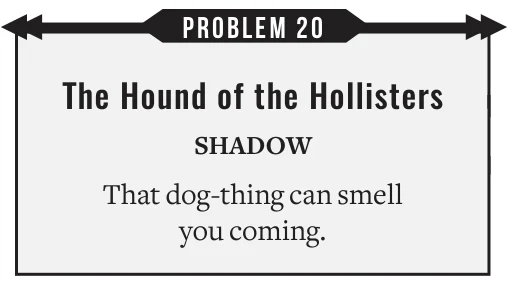 PROBLEM 20
The Hound of the Hollisters
SHADOW
That dog-thing can smell
you coming.